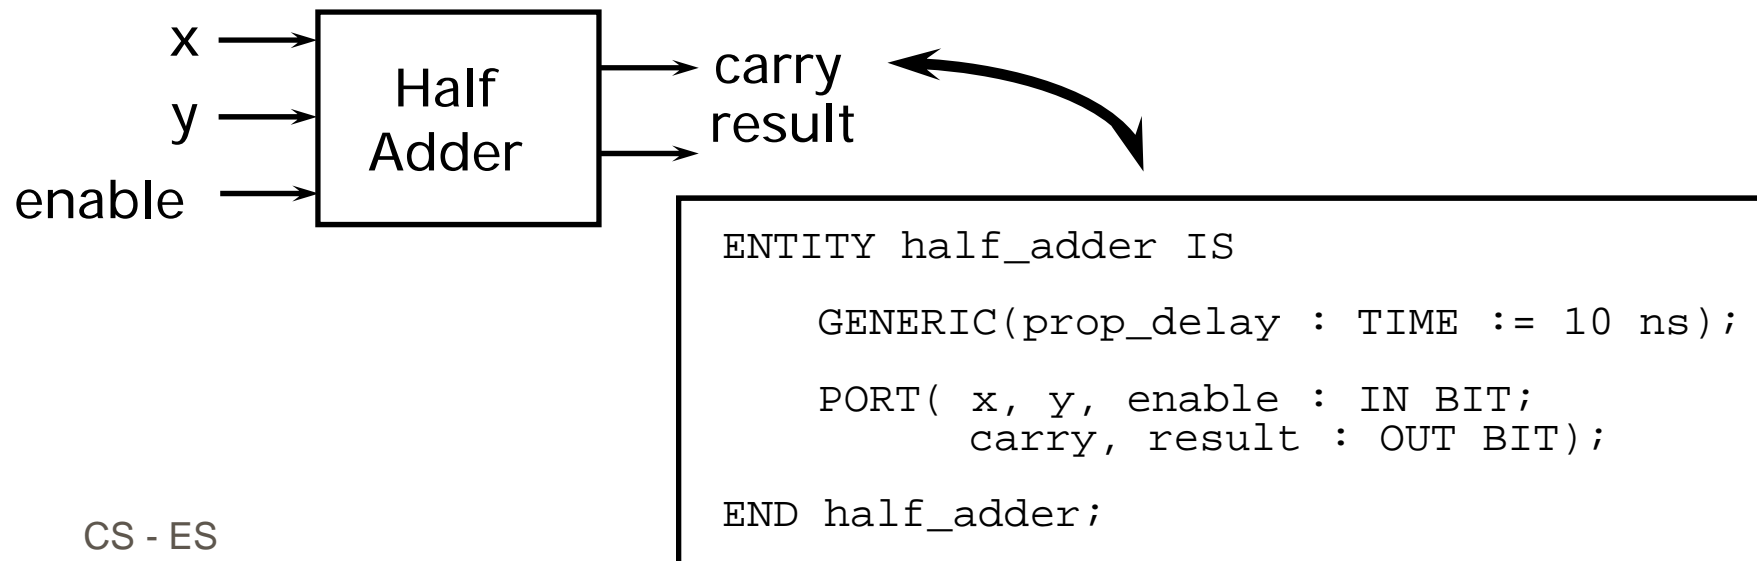 x
y
enable
Half
Adder
carry
result
ENTITY half_adder IS
GENERIC(prop_delay : TIME := 10 ns);
PORT( x, y, enable : IN BIT;
carry, result : OUT BIT);
END half_adder;
CS - ES